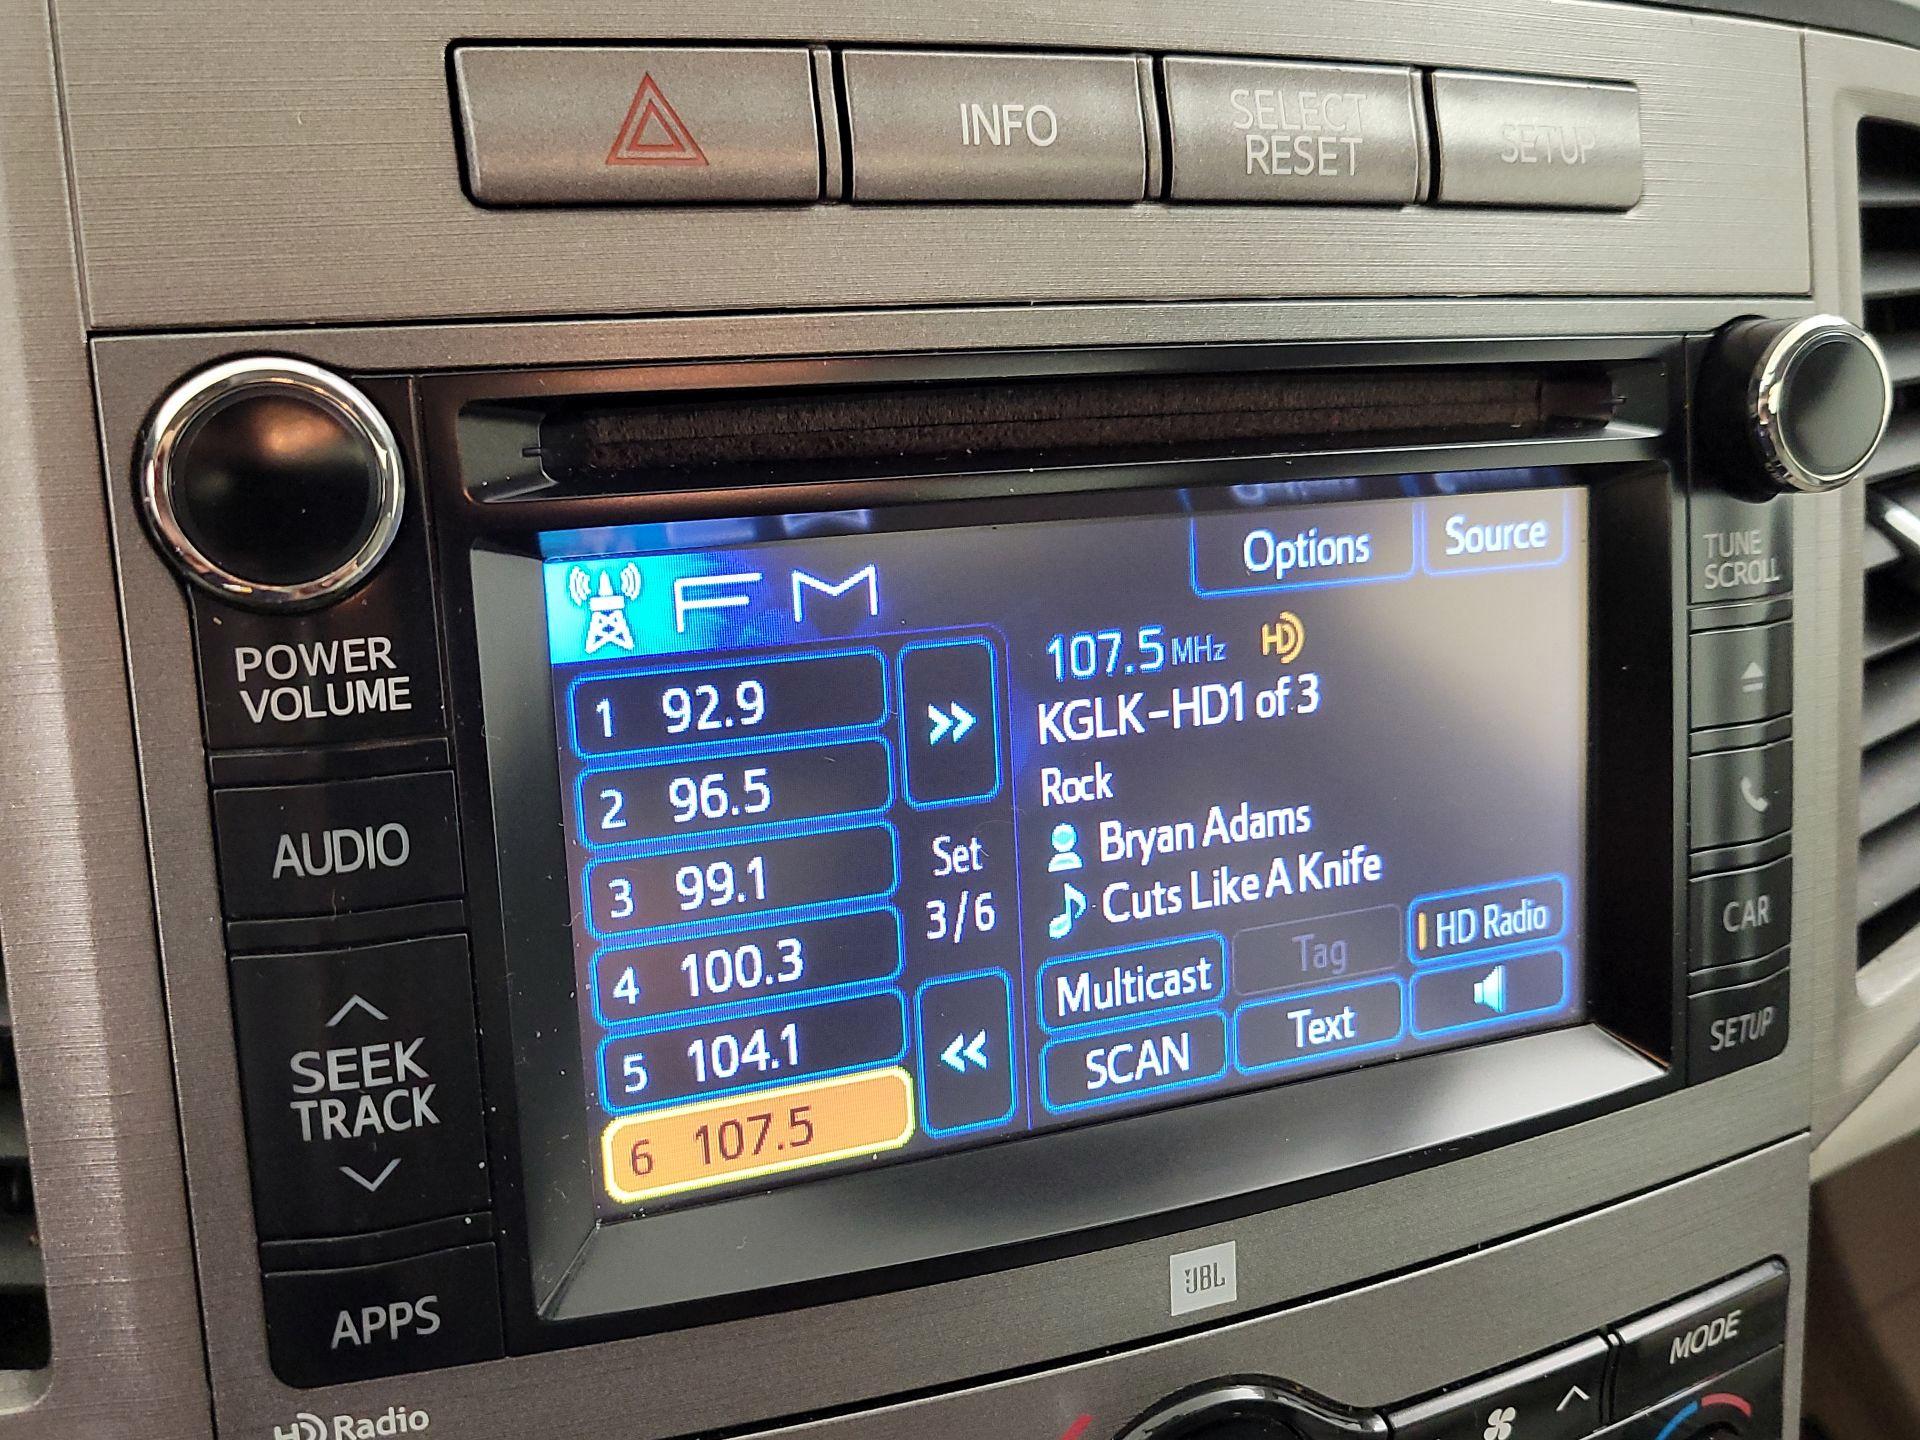 INFO
SELECT
RESET
SETUP
POWER
VOLUME
AUDIO
SEEK
TRACK
APPS
HD Radio
FM
Options
Source
1 92.9
2 96.5
3 99.1
4 100.3
5 104.1
6 107.5
>>
Set
3/6
<<
107.5 MHz HD
KGLK-HD1 of 3
Rock
Bryan Adams
Cuts Like A Knife
Multicast
Tag
HD Radio
SCAN
Text
TUNE
SCROLL
CAR
SETUP
JBL
MODE